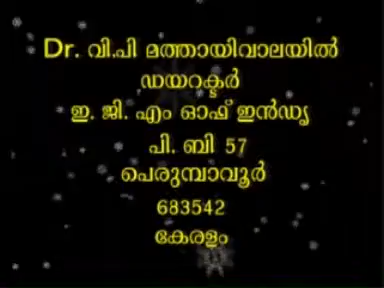 Dr. വി.പി മത്തായിവാലയിൽ
ഡയറക്ടർ
ഇ. ജി. എം ഓഫ് ഇൻഡ്യ
പി. ബി 57
പെരുമ്പാവൂർ
683542
കേരളം